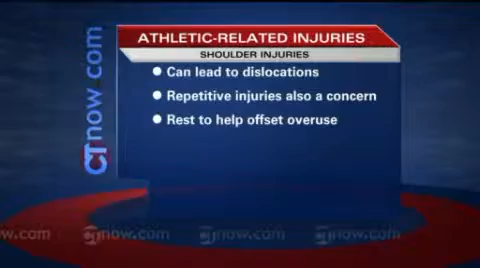 ATHLETIC-RELATED INJURIES
SHOULDER INJURIES
Can lead to dislocations
Repetitive injuries also a concern
Rest to help offset overuse
CTnow.com
now.com
CTnow.com
CTnow.com
CTnow.com